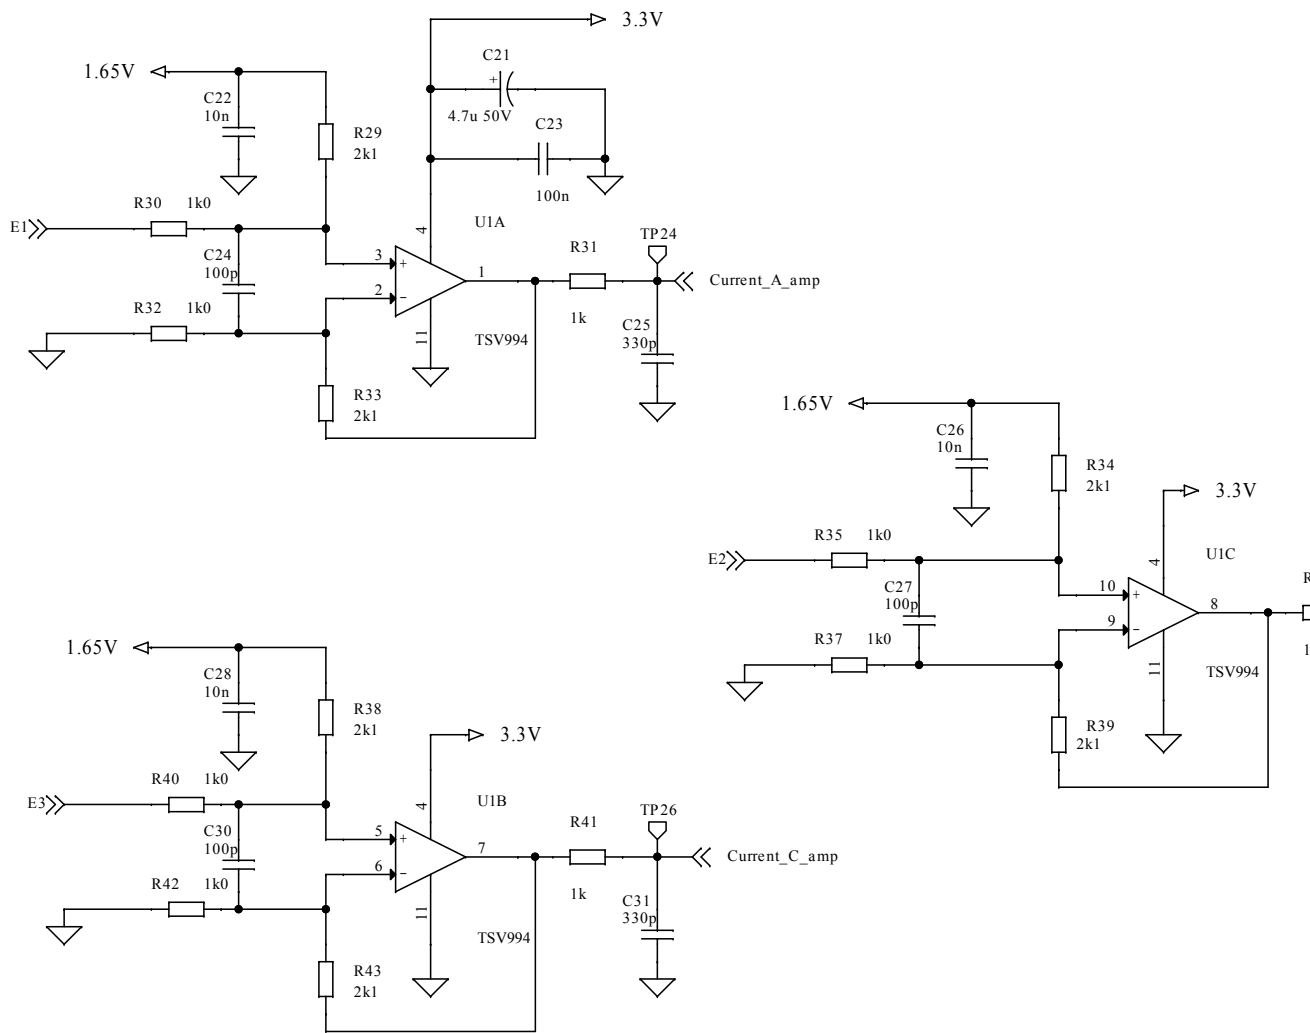 3.3V
C21
+
4.7u 50V
C23
100n
1.65V
C22
10n
R29
2k1
R30 1k0
E1
C24
100p
R32 1k0
U1A
4
3
+
2
−
1
11
TSV994
R33
2k1
R31
1k
TP24
Current_A_amp
C25
330p
1.65V
C26
10n
R34
2k1
3.3V
R35 1k0
E2
C27
100p
R37 1k0
U1C
4
10
+
9
−
8
11
TSV994
R39
2k1
R
1
1.65V
C28
10n
R38
2k1
3.3V
R40 1k0
E3
C30
100p
R42 1k0
U1B
4
5
+
6
−
7
11
TSV994
R43
2k1
R41
1k
TP26
Current_C_amp
C31
330p